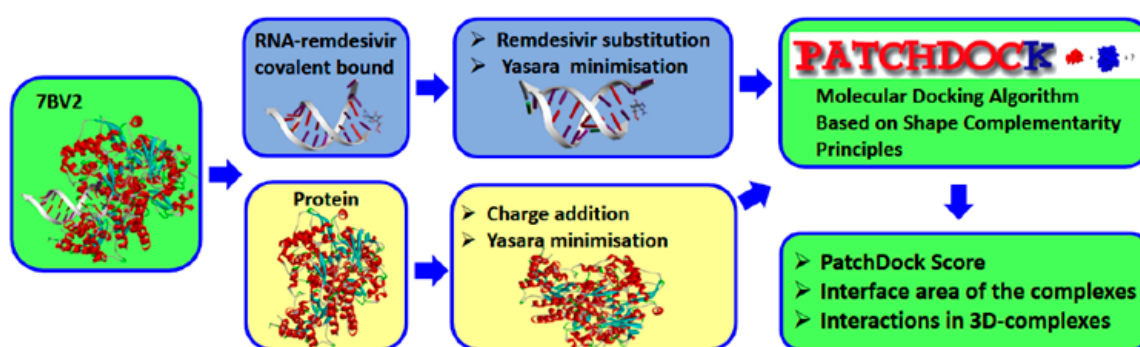 7BV2
RNA-remdesivir
covalent bound
➢ Remdesivir substitution
➢ Yasara minimisation
PATCHDOCK
Molecular Docking Algorithm
Based on Shape Complementarity
Principles
Protein
➢ Charge addition
➢ Yasara minimisation
➢ PatchDock Score
➢ Interface area of the complexes
➢ Interactions in 3D-complexes